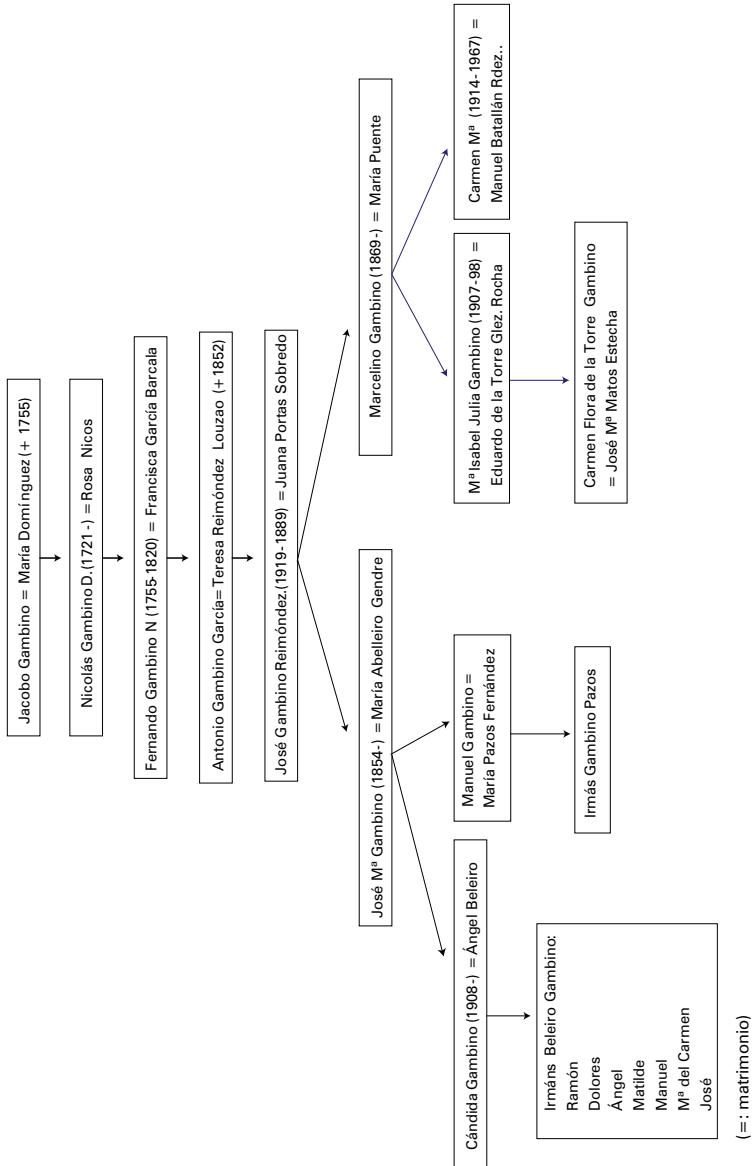 Jacobo Gambino = María Domínguez (+ 1755)
Nicolás Gambino D.(1721 -) = Rosa Nicos
Fernando Gambino N (1755-1820) = Francisca García Barcala
Antonio Gambino García= Teresa Reimóndez Louzao (+1852)
José Gambino Reimóndez.(1919-1889) = Juana Portas Sobredo
José Mª Gambino (1854-) = María Abelleiro Gendre
Marcelino Gambino (1869-) = María Puente
Cándida Gambino (1908-) = Ángel Beleiro
Manuel Gambino =
María Pazos Fernández
Mª Isabel Julia Gambino (1907-98) =
Eduardo de la Torre Glez. Rocha
Carmen Mª (1914-1967) =
Manuel Batallán Rdez..
Irmáns Beleiro Gambino:
Ramón
Dolores
Ángel
Matilde
Manuel
Mª del Carmen
José
Irmás Gambino Pazos
Carmen Flora de la Torre Gambino
= José Mª Matos Estecha
(=: matrimonio)